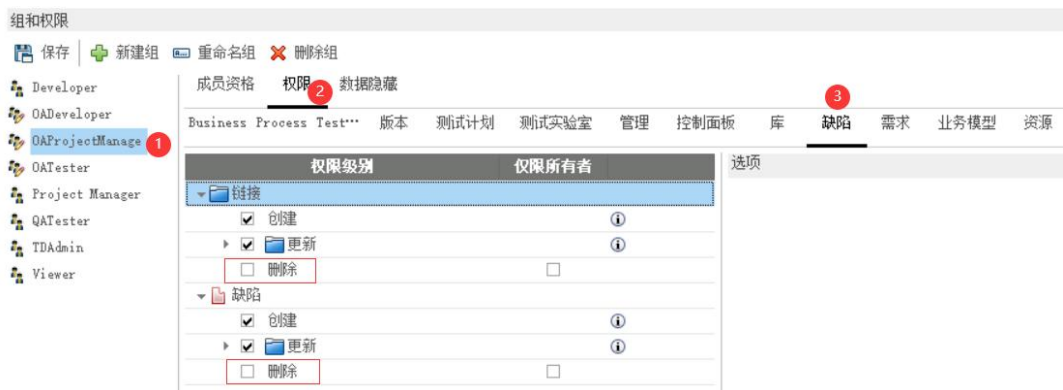 组和权限
保存 新建组 重命名组 删除组
Developer
OADeveloper
OAProjectManage 1
OATester
Project Manager
QATester
TDAdmin
Viewer
成员资格 权限 2 数据隐藏
3
Business Process Test… 版本 测试计划 测试实验室 管理 控制面板 库 缺陷 需求 业务模型 资源
权限级别 仅限所有者
选项
链接
创建
更新
删除
缺陷
创建
更新
删除